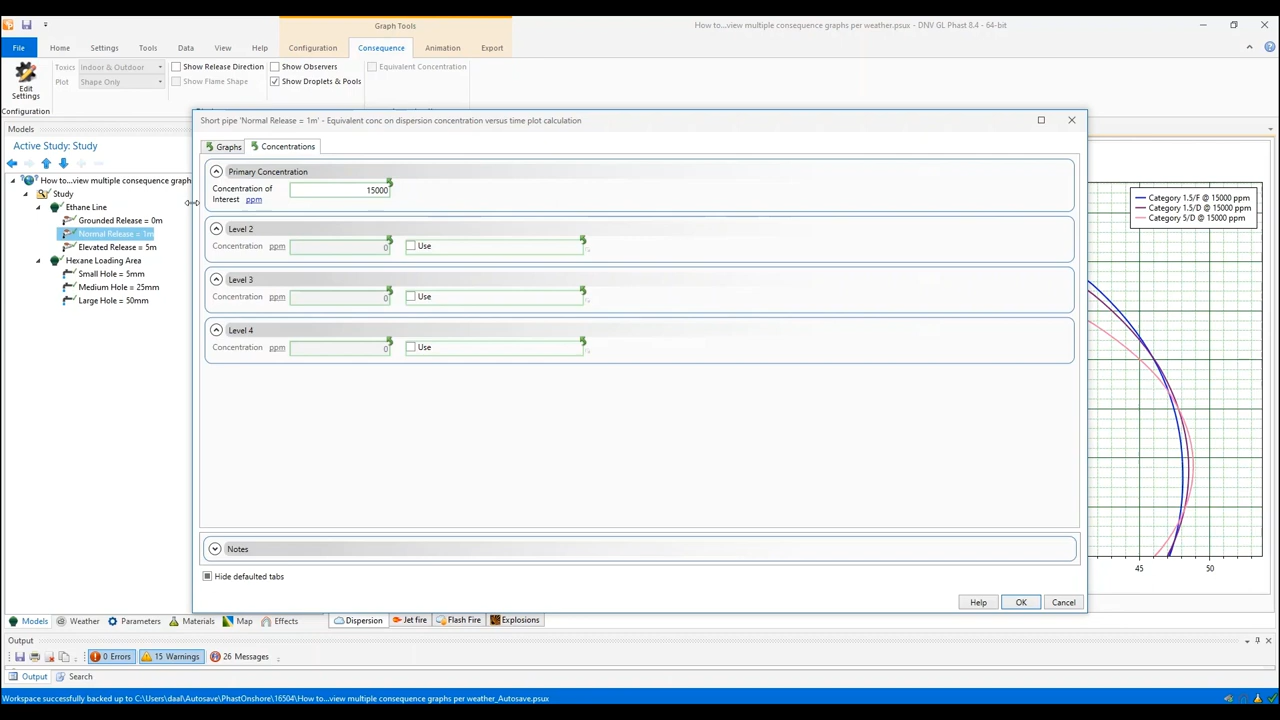 Graph Tools
How to...view multiple consequence graphs per weather.psux - DNV GL Phast 8.4 - 64-bit
File Home Settings Tools Data View Help Configuration Consequence Animation Export
Edit Settings
Toxics Indoor & Outdoor
Plot Shape Only
Show Release Direction
Show Flame Shape
Show Observers
Show Droplets & Pools
Equivalent Concentration
Configuration
Models
Active Study: Study
How to...view multiple consequence graph
Study
Ethane Line
Grounded Release = 0m
Normal Release = 1m
Elevated Release = 5m
Hexane Loading Area
Small Hole = 5mm
Medium Hole = 25mm
Large Hole = 50mm
Short pipe 'Normal Release = 1m' - Equivalent conc on dispersion concentration versus time plot calculation
Graphs Concentrations
Primary Concentration
Concentration of
Interest ppm
15000
Level 2
Concentration ppm 0 Use
Level 3
Concentration ppm 0 Use
Level 4
Concentration ppm 0 Use
Notes
Hide defaulted tabs
Help OK Cancel
Category 1.5/F @ 15000 ppm
Category 1.5/D @ 15000 ppm
Category 5/D @ 15000 ppm
45 50
Models Weather Parameters Materials Map Effects
Dispersion Jet fire Flash Fire Explosions
Output
0 Errors 15 Warnings 26 Messages
Output Search
Workspace successfully backed up to C:\Users\daal\Autosave\PhastOnshore\16504\How to...view multiple consequence graphs per weather_Autosave.psux